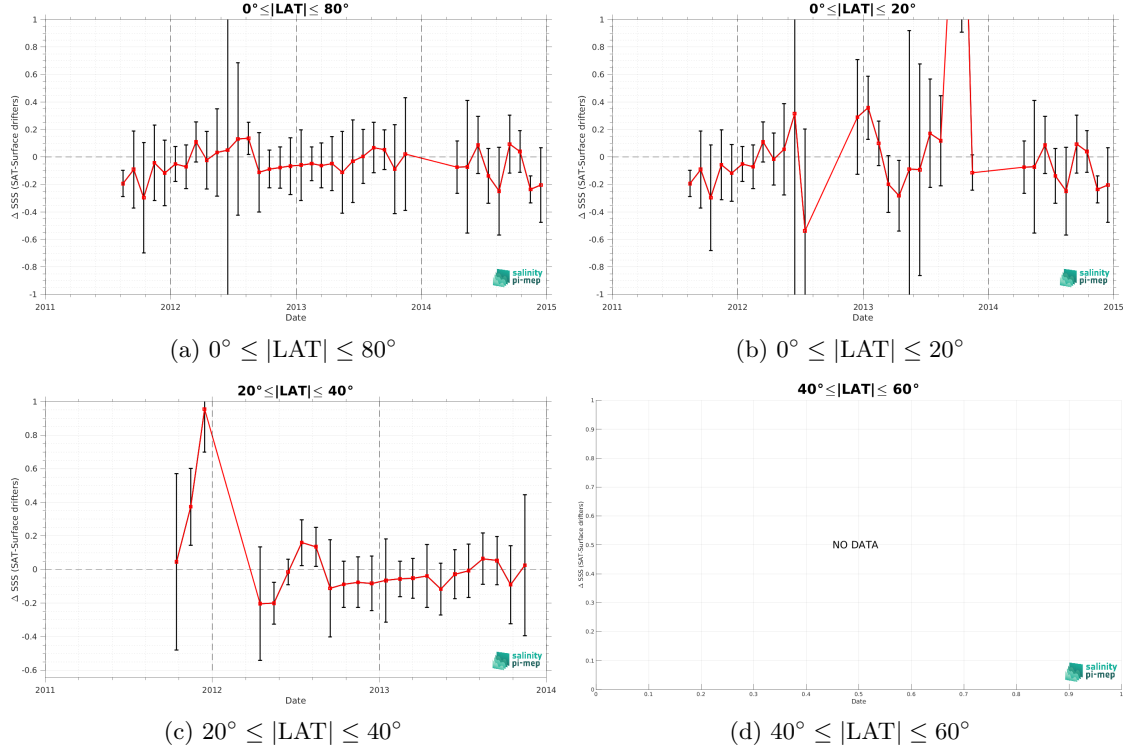 0°≤|LAT|≤ 80°
Δ SSS (SAT-Surface drifters)
1
0.8
0.6
0.4
0.2
0
-0.2
-0.4
-0.6
-0.8
-1
2011 2012 2013 2014 2015
Date
salinity
pi-mep
(a) 0° ≤ |LAT| ≤ 80°
0°≤|LAT|≤ 20°
Δ SSS (SAT-Surface drifters)
1
0.8
0.6
0.4
0.2
0
-0.2
-0.4
-0.6
-0.8
-1
2011 2012 2013 2014 2015
Date
salinity
pi-mep
(b) 0° ≤ |LAT| ≤ 20°
20°≤|LAT|≤ 40°
Δ SSS (SAT-Surface drifters)
1
0.8
0.6
0.4
0.2
0
-0.2
-0.4
-0.6
2011 2012 2013 2014
Date
salinity
pi-mep
(c) 20° ≤ |LAT| ≤ 40°
40°≤|LAT|≤ 60°
Δ SSS (SAT-Surface drifters)
1
0.9
0.8
0.7
0.6
0.5
0.4
0.3
0.2
0.1
0
NO DATA
0 0.1 0.2 0.3 0.4 0.5 0.6 0.7 0.8 0.9 1
Date
salinity
pi-mep
(d) 40° ≤ |LAT| ≤ 60°